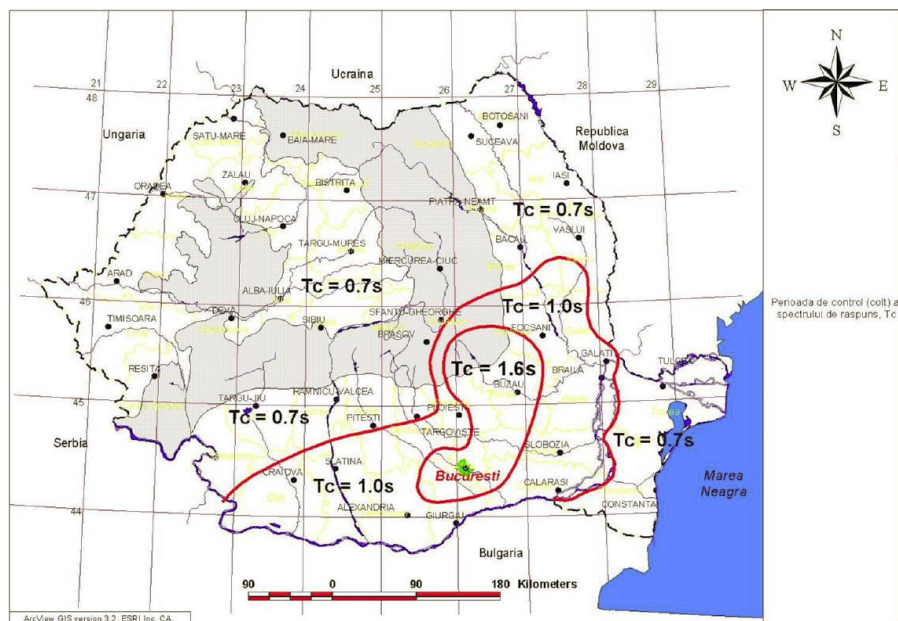 N
W E
S
21 22 23 24 25 26 27 28 29
48
47
46
45
44
Ucraina
Ungaria
Republica
Moldova
BOTOSANI
SATU-MARE
BAIA-MARE
SUCEAVA
ZALAU
IASI
ORADEA
BISTRITA
PIATRA-NEAMT
Tc = 0.7s
CLUJ-NAPOCA
VASLUI
TARGU-MURES
BACAU
MIERCUREA-CIUC
ARAD
ALBA-IULIA
Tc = 0.7s
Tc = 1.0s
Perioada de control (colt) a
spectrului de raspuns, Tc
DEVA
SFANTU-GHEORGHE
TIMISOARA
SIBIU
BRASOV
FOCSANI
GALATI
TULCEA
RESITA
Tc = 1.6s
BRAILA
BUZAU
TARGU-JIU
RAMNICU-VALCEA
Tc = 0.7s
PITESTI
PLOIESTI
TARGOVISTE
Tc = 0.7s
Serbia
SLOBOZIA
CRAIOVA
SLATINA
Bucuresti
Marea
Neagra
Tc = 1.0s
CALARASI
ALEXANDRIA
GIURGIU
CONSTANTA
Bulgaria
90 0 90 180 Kilometers
ArcView GIS version 3.2, ESRI Inc. CA.